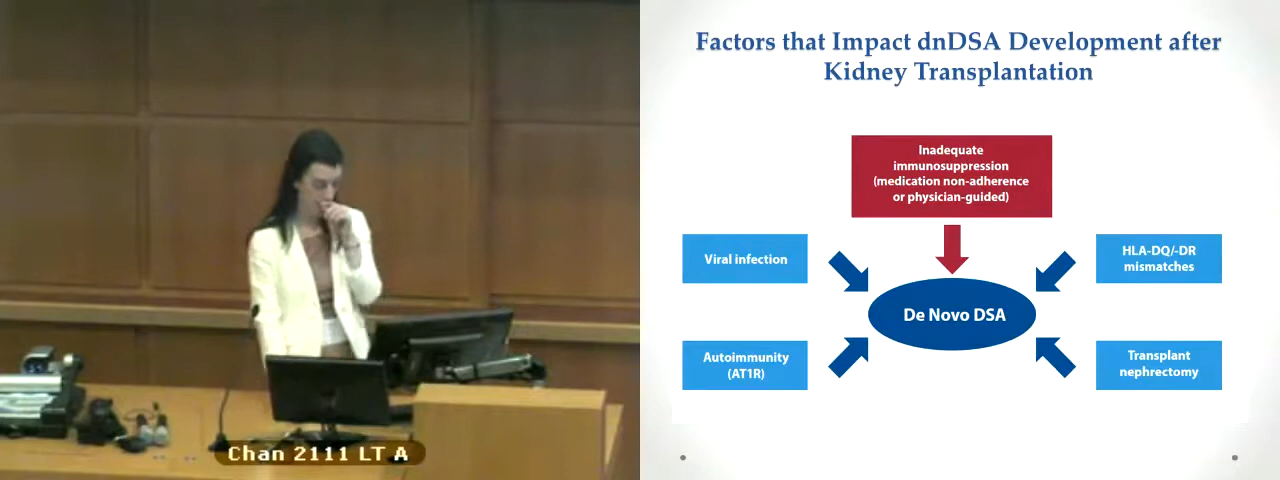 Factors that Impact dnDSA Development after
Kidney Transplantation
Inadequate
immunosuppression
(medication non-adherence
or physician-guided)
Viral infection
HLA-DQ/-DR
mismatches
De Novo DSA
Autoimmunity
(AT1R)
Transplant
nephrectomy
Chan 2111 LT A